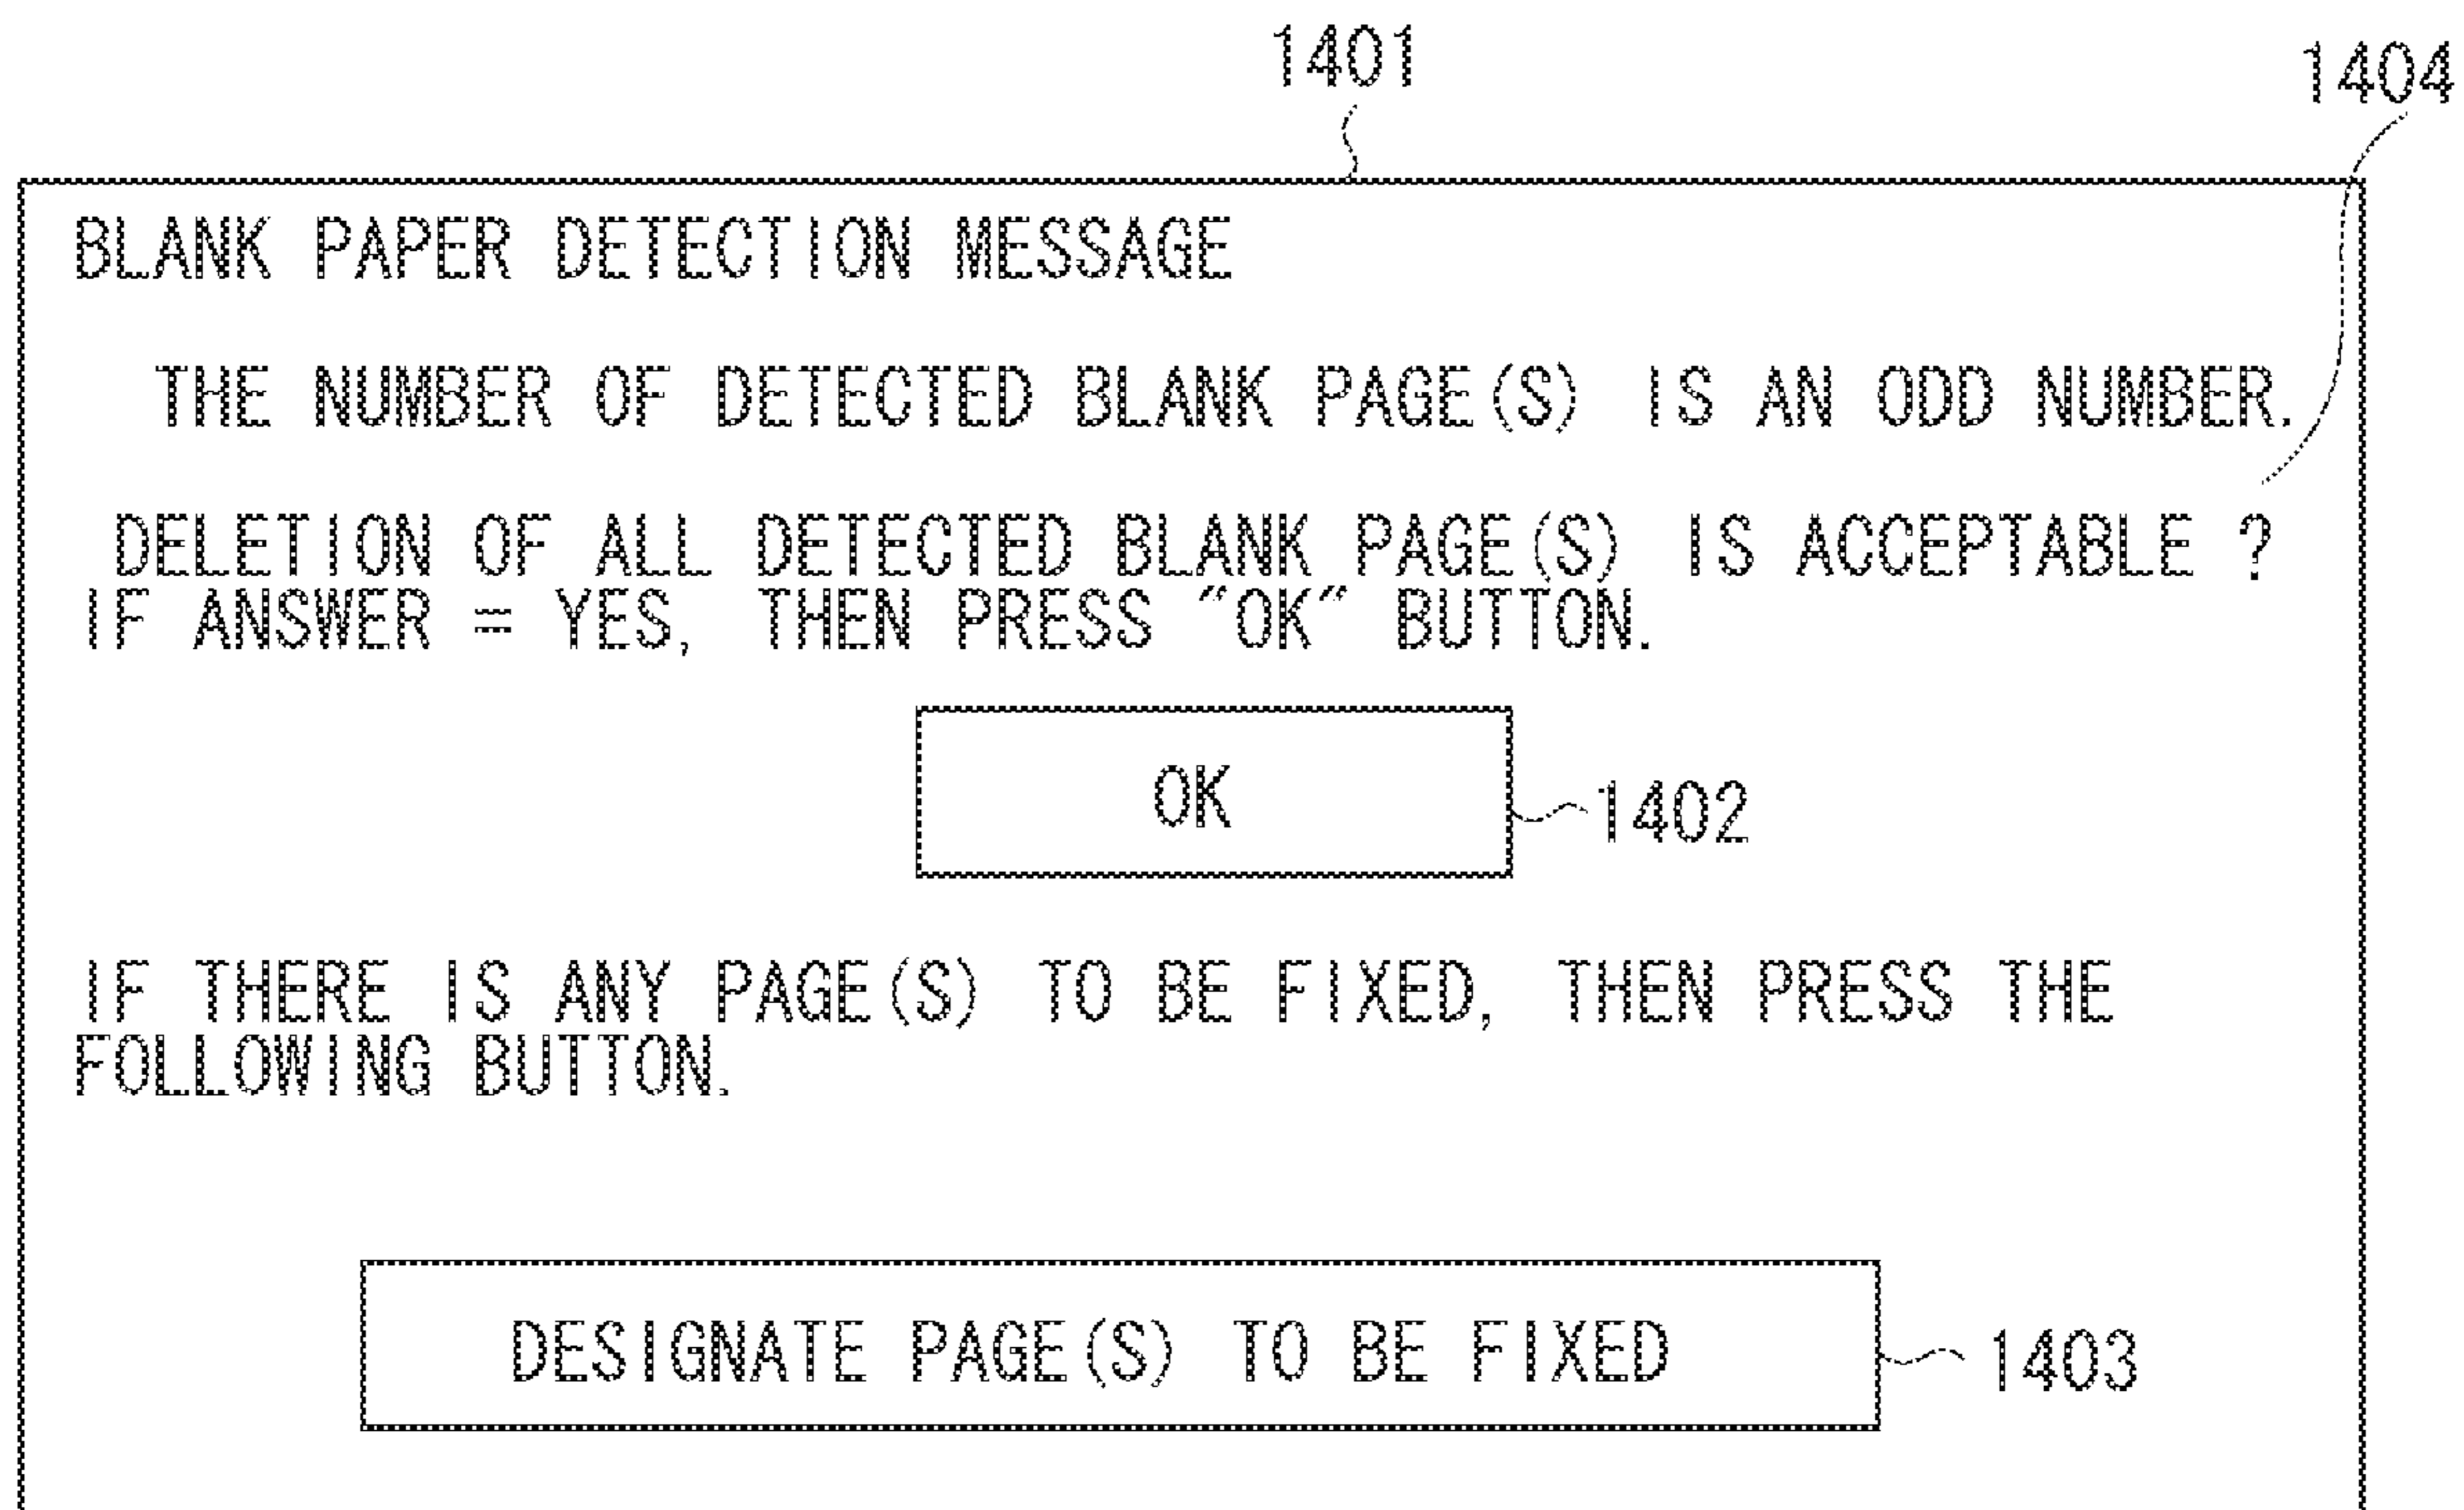 1401
1404
BLANK PAPER DETECTION MESSAGE
THE NUMBER OF DETECTED BLANK PAGE(S) IS AN ODD NUMBER.
DELETION OF ALL DETECTED BLANK PAGE(S) IS ACCEPTABLE ?
IF ANSWER = YES, THEN PRESS "OK" BUTTON.
OK
1402
IF THERE IS ANY PAGE(S) TO BE FIXED, THEN PRESS THE
FOLLOWING BUTTON.
DESIGNATE PAGE(S) TO BE FIXED
1403